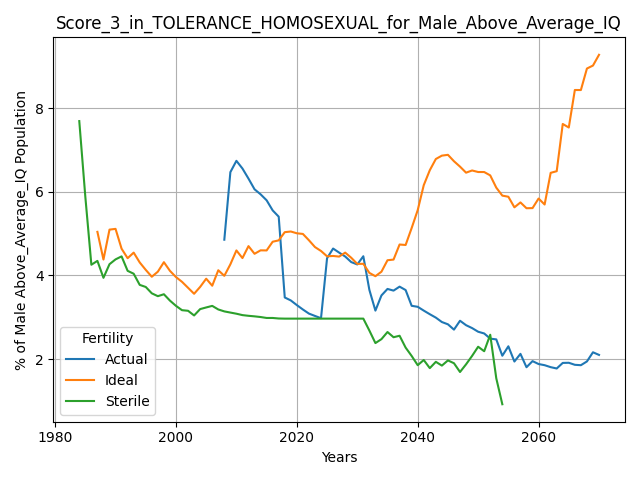 Score_3_in_TOLERANCE_HOMOSEXUAL_for_Male_Above_Average_IQ
% of Male Above_Average_IQ Population
8
6
4
2
Fertility
Actual
Ideal
Sterile
1980 2000 2020 2040 2060
Years